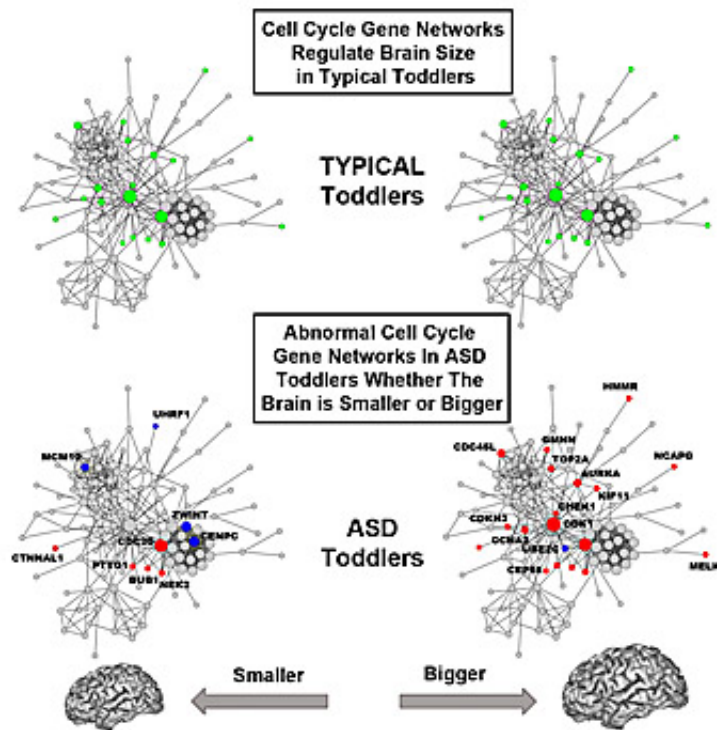 Cell Cycle Gene Networks
Regulate Brain Size
in Typical Toddlers
TYPICAL
Toddlers
Abnormal Cell Cycle
Gene Networks In ASD
Toddlers Whether The
Brain is Smaller or Bigger
UHRF1
MCM10
ZWINT
CENPC
CTNNAL1
PTTG1
BUB1
NEK2
ASD
Toddlers
HMMR
CDC45L
GMNN
TOP2A
NCAPG
AURKA
KIF11
CHEK1
CDKN3
CDK1
CCNA2
UBE2C
CEP55
MELK
Smaller
Bigger